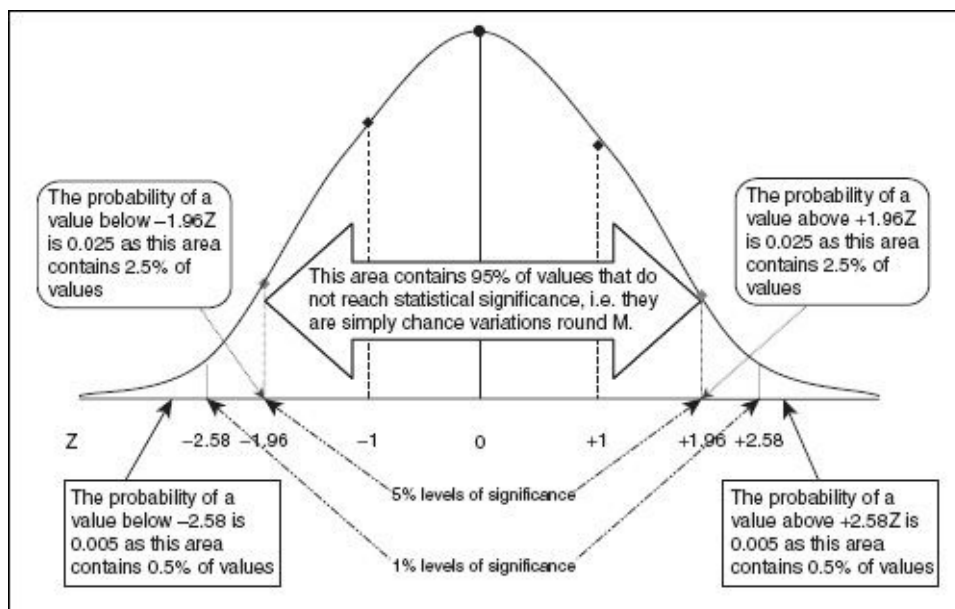 The probability of a
value below –1.96Z
is 0.025 as this area
contains 2.5% of
values
The probability of a
value above +1.96Z
is 0.025 as this area
contains 2.5% of
values
This area contains 95% of values that do
not reach statistical significance, i.e. they
are simply chance variations round M.
Z –2.58 –1.96 –1 0 +1 +1.96 +2.58
5% levels of significance
1% levels of significance
The probability of a
value below –2.58 is
0.005 as this area
contains 0.5% of values
The probability of a
value above +2.58Z is
0.005 as this area
contains 0.5% of values